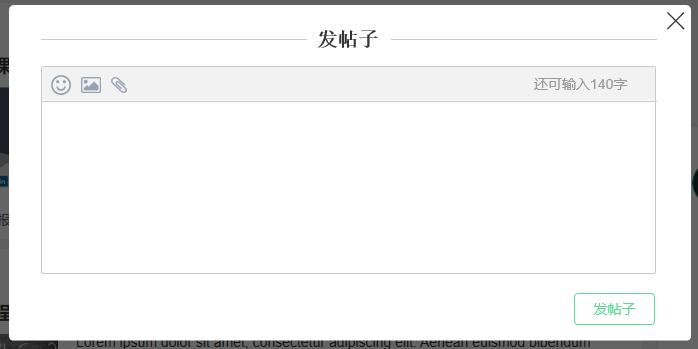 发帖子
还可输入140字
发帖子
Lorem ipsum dolor sit amet, consectetur adipiscing elit. Aenean euismod bibendum